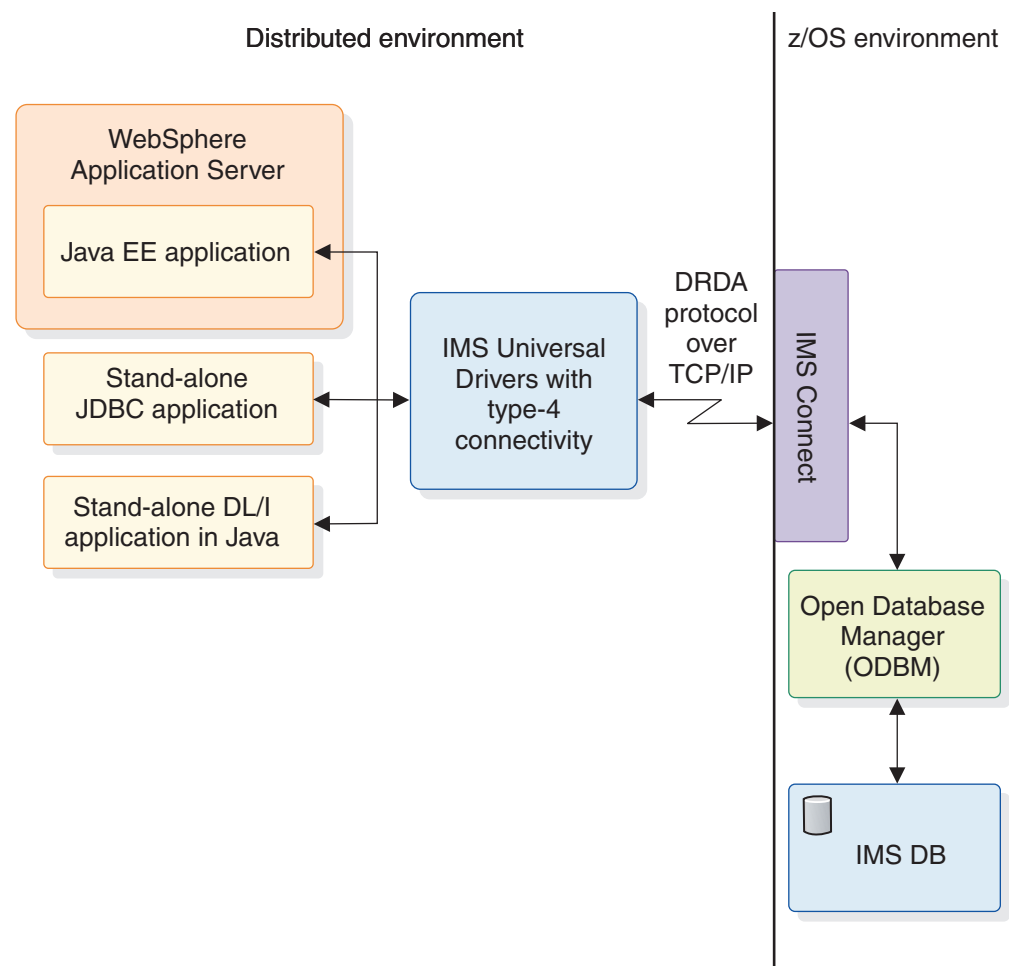 Distributed environment
z/OS environment
WebSphere
Application Server
Java EE application
Stand-alone
JDBC application
Stand-alone DL/I
application in Java
IMS Universal
Drivers with
type-4
connectivity
DRDA
protocol
over
TCP/IP
IMS Connect
Open Database
Manager
(ODBM)
IMS DB